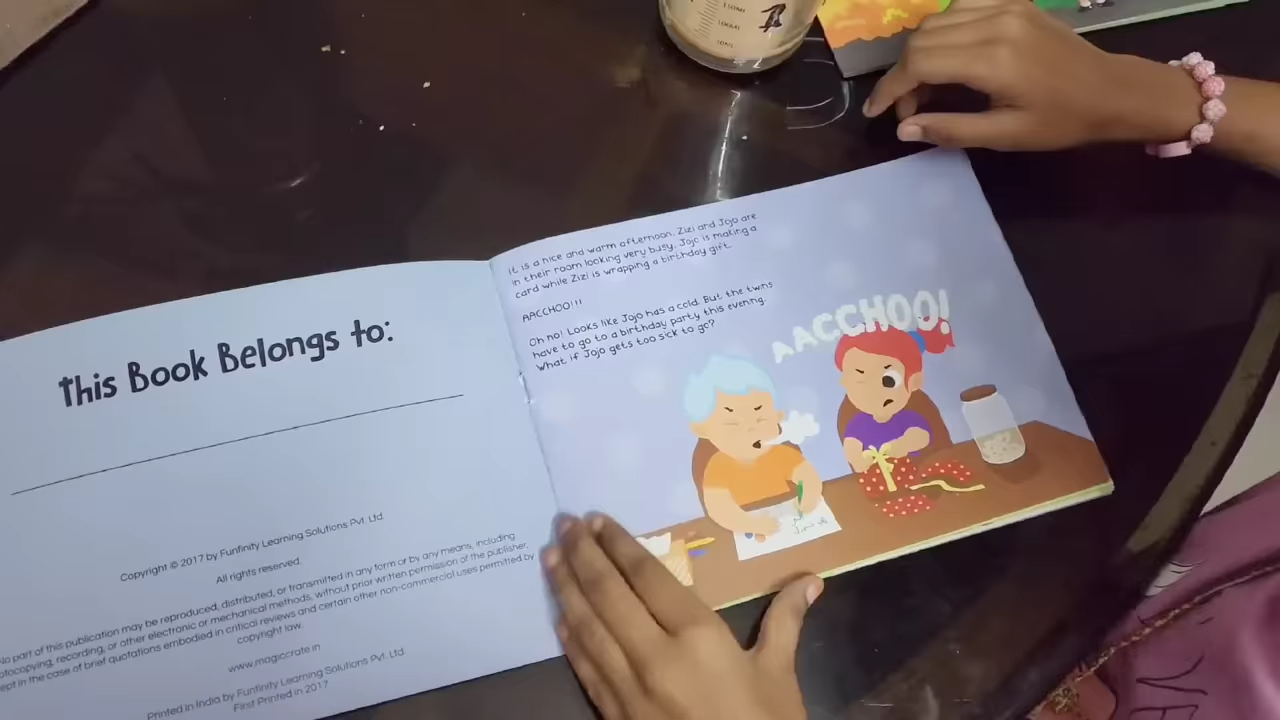 This Book Belongs to:
Copyright © 2017 by Funfinity Learning Solutions Pvt. Ltd.
All rights reserved.
No part of this publication may be reproduced, distributed, or transmitted in any form or by any means, including
photocopying, recording, or other electronic or mechanical methods, without prior written permission of the publisher,
except in the case of brief quotations embodied in critical reviews and certain other non-commercial uses permitted by
copyright law.
www.magiccrate.in
Printed in India by Funfinity Learning Solutions Pvt. Ltd
First Printed in 2017
It is a nice and warm afternoon. Zizi and Jojo are
in their room looking very busy. Jojo is making a
card while Zizi is wrapping a birthday gift.
AACCHOO!!!
Oh no! Looks like Jojo has a cold. But the twins
have to go to a birthday party this evening.
What if Jojo gets too sick to go?
AACCHOO!